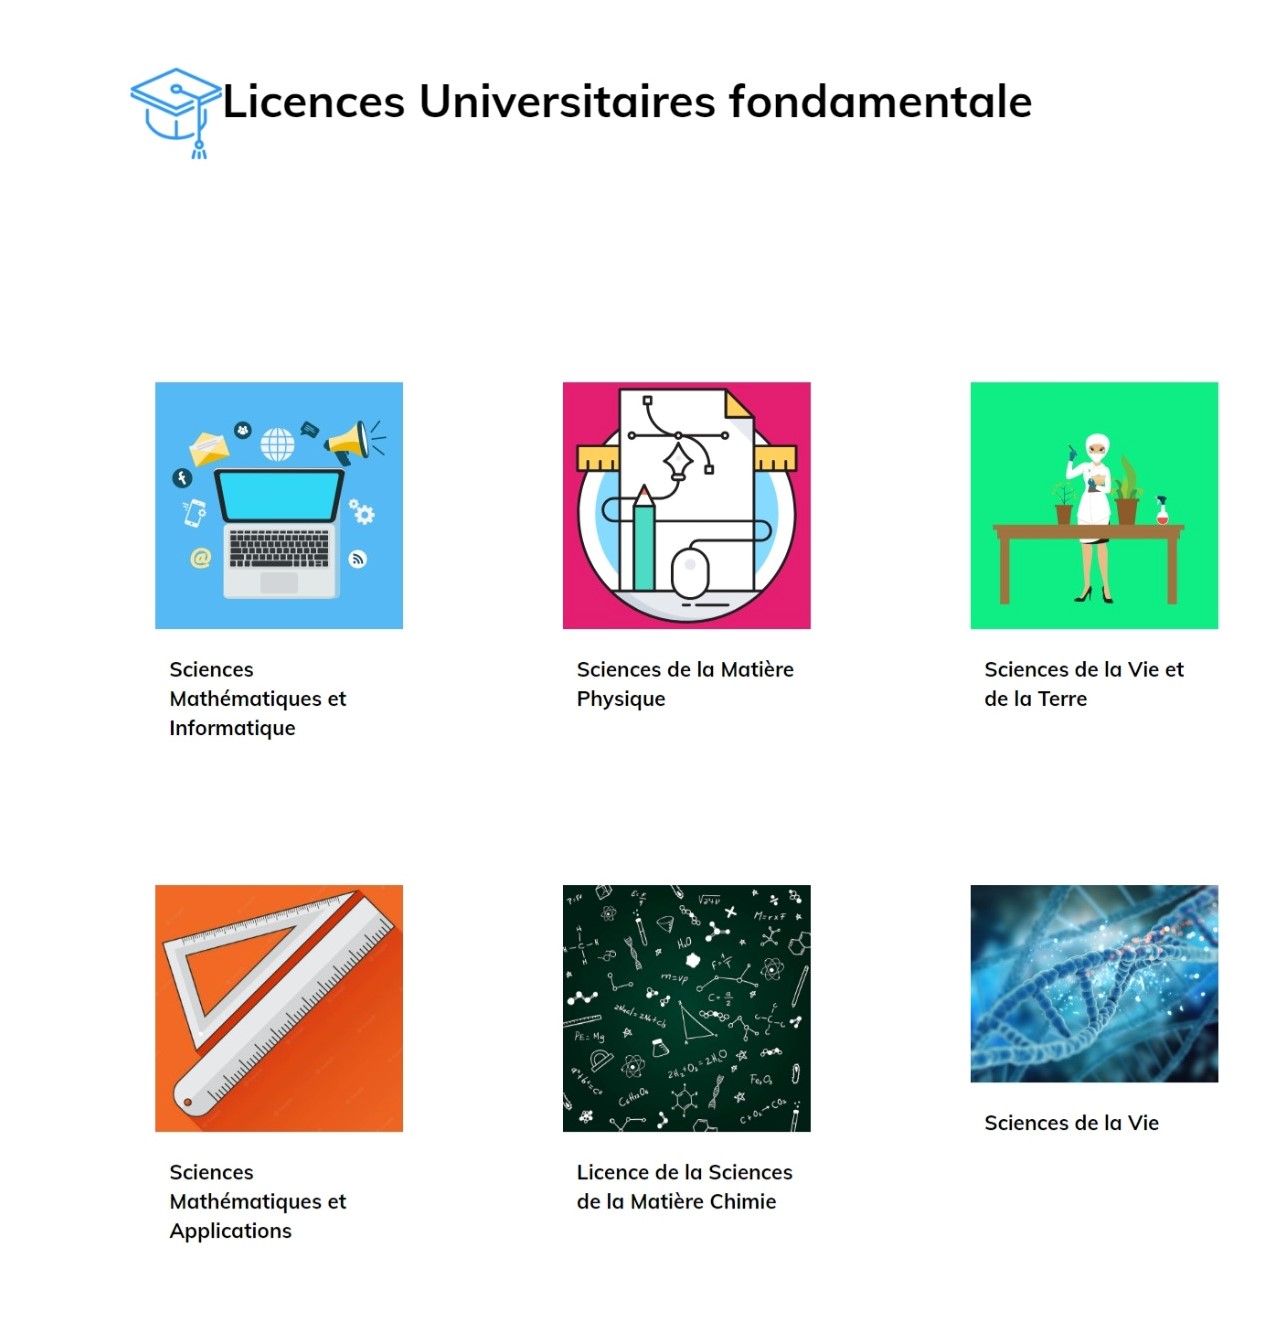 Licences Universitaires fondamentale
Sciences
Mathématiques et
Informatique
Sciences de la Matière
Physique
Sciences de la Vie et
de la Terre
Sciences
Mathématiques et
Applications
Licence de la Sciences
de la Matière Chimie
Sciences de la Vie